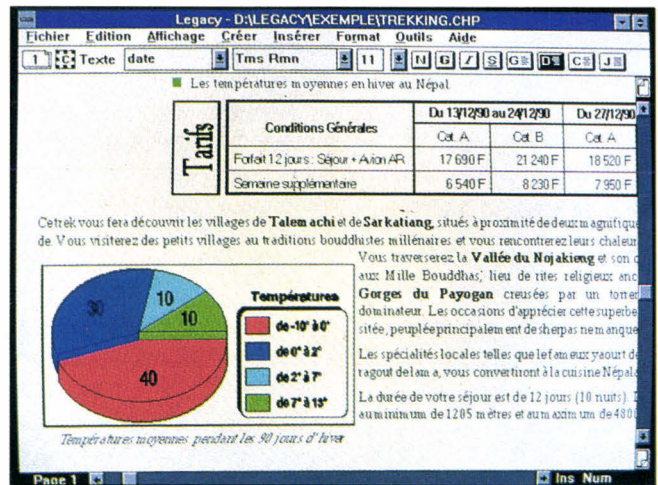 Legacy - D:\LEGACY\EXEMPLE\TREKKING.CHP
Fichier Edition Affichage Créer Insérer Format Outils Aide
1 C Texte date Tms Rmn 11 N G I S G D C J
Les températures moyennes en hiver au Népal
Tarifs
Conditions Générales
Du 13/12/90 au 24/12/90 Du 27/12/90
Cat. A Cat. B Cat. A
Forfait 12 jours : Séjour + Avion AR 17 690 F 21 240 F 18 520 F
Semaine supplémentaire 6 540 F 8 230 F 7 950 F
Cetrek vous fera découvrir les villages de Talem achi et de Sarkatiang, situés à proximité de deux magnifique
de. Vous visiterez des petits villages au traditions bouddhistes millénaires et vous rencontrerez leurs chaleur
Vous traverserez la Vallée du Nojakieng et son
aux Mille Bouddhas, lieu de rites religieux anc
Gorges du Payogan creusées par un torren
dominateur. Les occasions d'apprécier cette superbe
sitée, peuplée principalement de sherpas ne manque
Les spécialités locales telles que le fameux yaourt de
ragout de lama, vous convertiront à la cuisine Népala
La durée de votre séjour est de 12 jours (10 nuits).
au minimum de 1205 mètres et au maximum de 480
30
10
10
40
Températures
de -10° à 0°
de 0° à 2°
de 2° à 7°
de 7° à 13°
Températures moyennes pendant les 90 jours d'hiver
Page 1 Ins Num